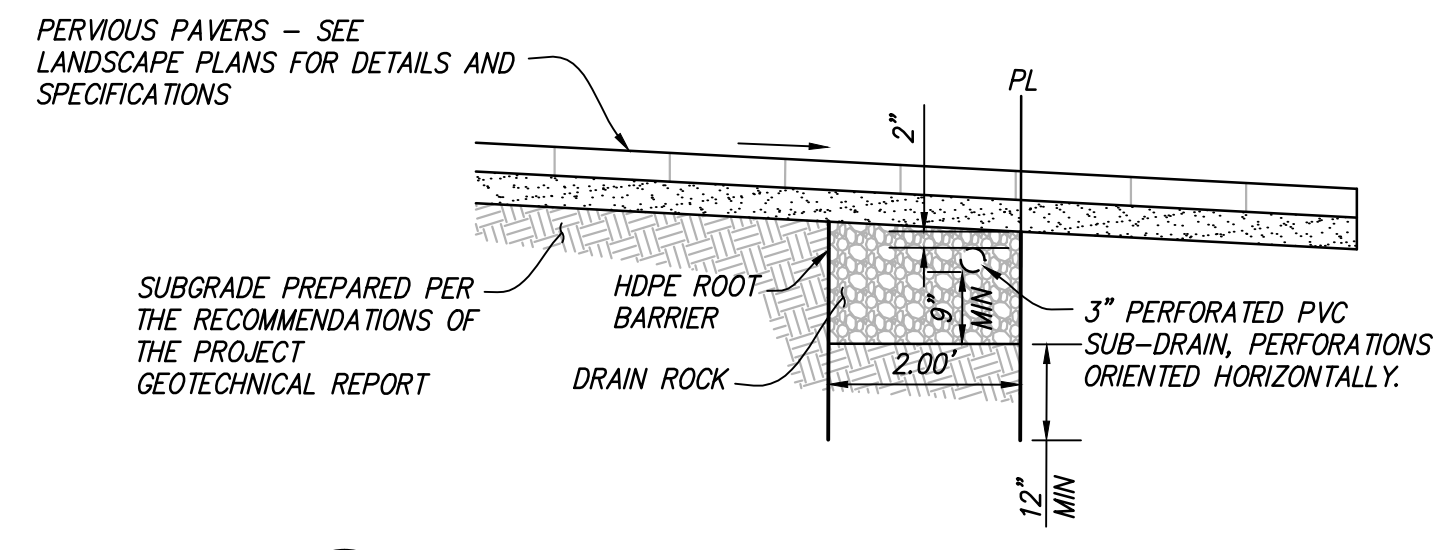 PERVIOUS PAVERS – SEE
LANDSCAPE PLANS FOR DETAILS AND
SPECIFICATIONS
PL
2"
SUBGRADE PREPARED PER
THE RECOMMENDATIONS OF
THE PROJECT
GEOTECHNICAL REPORT
HDPE ROOT
BARRIER
DRAIN ROCK
9"
MIN
2.00'
3" PERFORATED PVC
SUB-DRAIN, PERFORATIONS
ORIENTED HORIZONTALLY.
12"
MIN